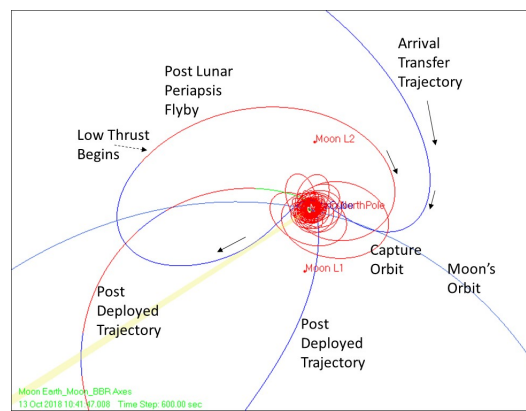 Arrival
Transfer
Trajectory
Post Lunar
Periapsis
Flyby
Low Thrust
Begins
Moon L2
NorthPole
Capture
Orbit
Moon's
Orbit
Moon L1
Post
Deployed
Trajectory
Post
Deployed
Trajectory
Moon Earth_Moon_BBR Axes
13 Oct 2018 10:41:47.008 Time Step: 600.00 sec